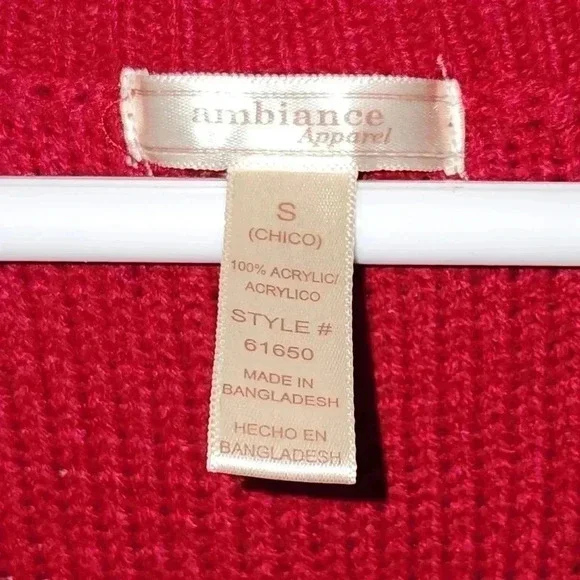 ambiance
Apparel
S
(CHICO)
100% ACRYLIC/
ACRYLICO
STYLE #
61650
MADE IN
BANGLADESH
HECHO EN
BANGLADESH